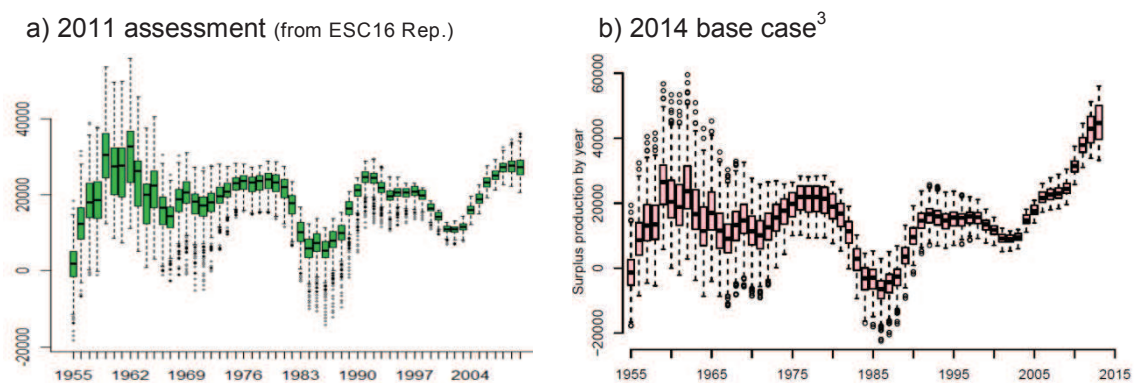 a) 2011 assessment (from ESC16 Rep.)
40000
20000
0
-20000
1955 1962 1969 1976 1983 1990 1997 2004
b) 2014 base case³
Surplus production by year
60000
40000
20000
0
-20000
1955 1965 1975 1985 1995 2005 2015